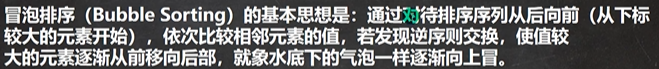 冒泡排序（Bubble Sorting）的基本思想是：通过对待排序序列从后向前（从下标
较大的元素开始），依次比较相邻元素的值，若发现逆序则交换，使值较
大的元素逐渐从前移向后部，就象水底下的气泡一样逐渐向上冒。